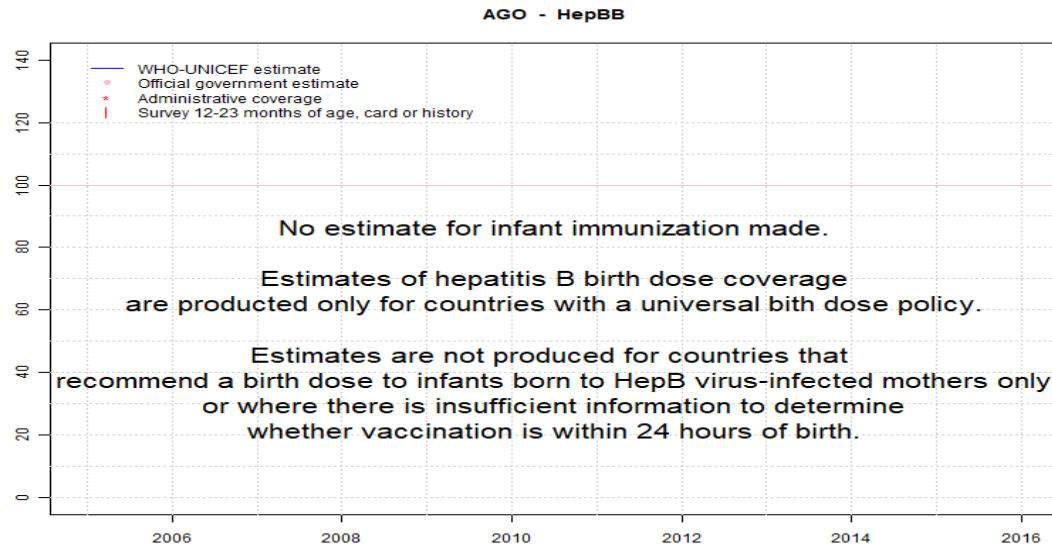 AGO - HepBB
WHO-UNICEF estimate
Official government estimate
Administrative coverage
Survey 12-23 months of age, card or history
140
120
100
80
60
40
20
0
No estimate for infant immunization made.
Estimates of hepatitis B birth dose coverage
are producted only for countries with a universal bith dose policy.
Estimates are not produced for countries that
recommend a birth dose to infants born to HepB virus-infected mothers only
or where there is insufficient information to determine
whether vaccination is within 24 hours of birth.
2006 2008 2010 2012 2014 2016